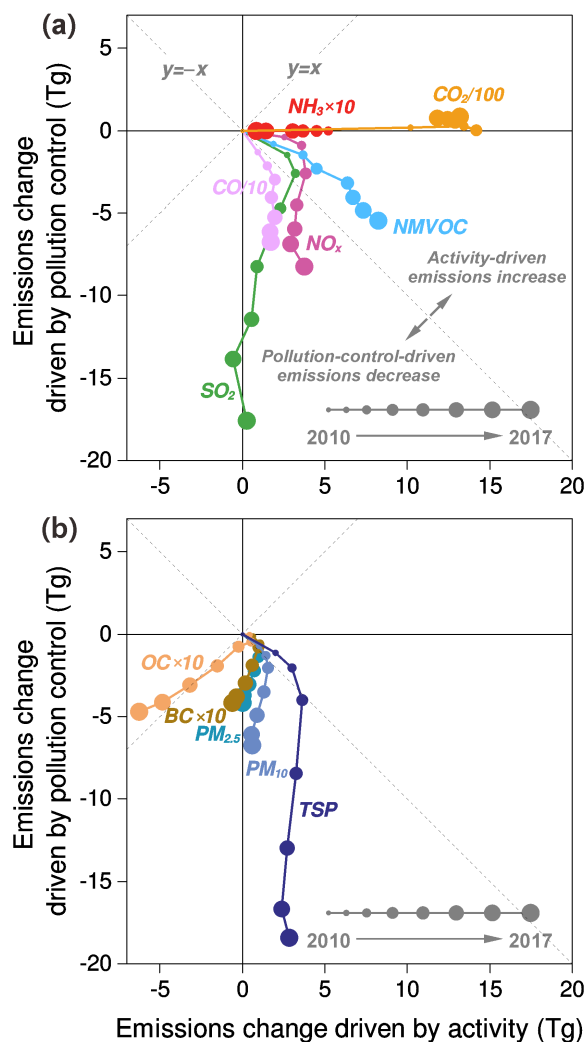 (a)
y=−x
y=x
NH₃×10
CO₂/100
CO/10
NOₓ
NMVOC
SO₂
Activity-driven
emissions increase
Pollution-control-driven
emissions decrease
2010
2017
5
0
-5
-10
-15
-20
-5 0 5 10 15 20
Emissions change
driven by pollution control (Tg)
(b)
OC×10
BC×10
PM₂.₅
PM₁₀
TSP
2010
2017
5
0
-5
-10
-15
-20
-5 0 5 10 15 20
Emissions change
driven by pollution control (Tg)
Emissions change driven by activity (Tg)